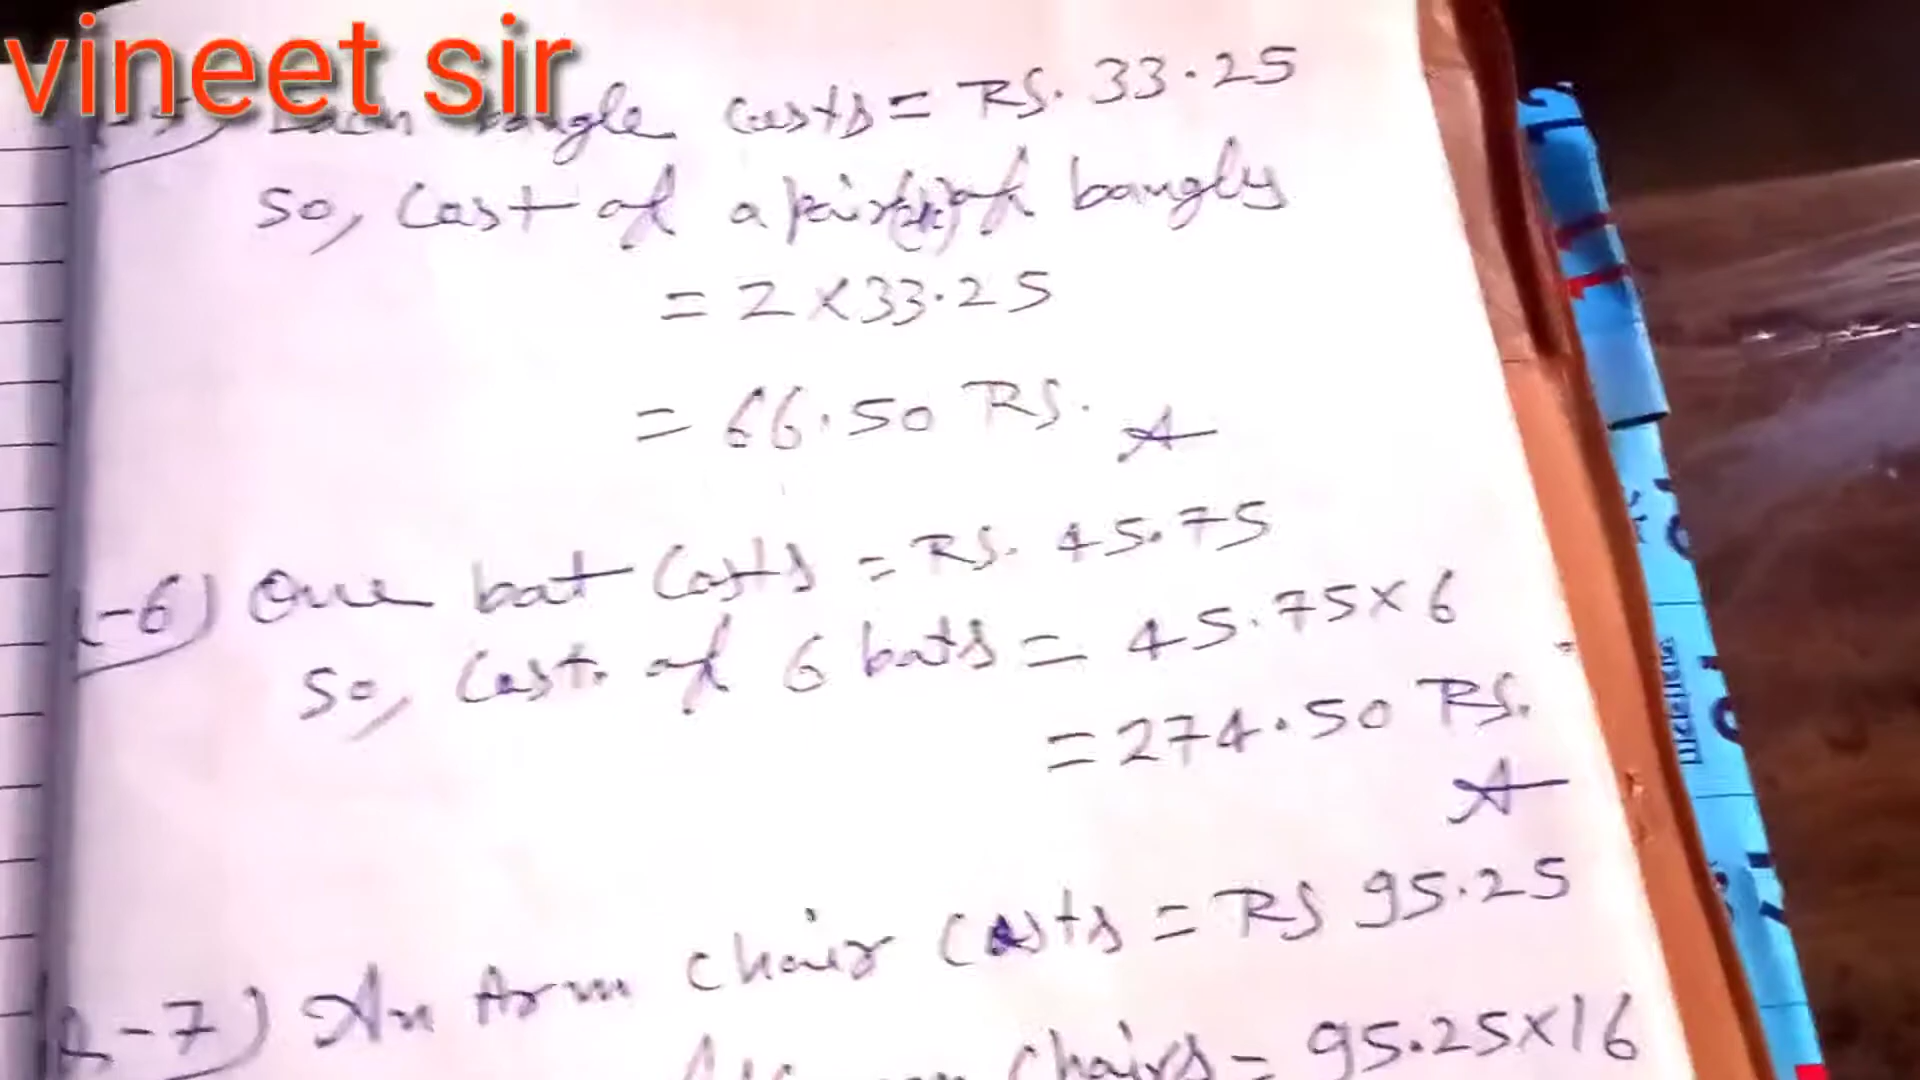 vineet sir
bangle costs = Rs. 33.25
So, Cost of a pair of bangles
= 2 × 33.25
= 66.50 Rs. A
-6) One bat Costs = Rs. 45.75
So, Cost. of 6 bats = 45.75 × 6
= 274.50 Rs.
A
-7) An Arm chair Costs = Rs 95.25
chairs = 95.25 × 16